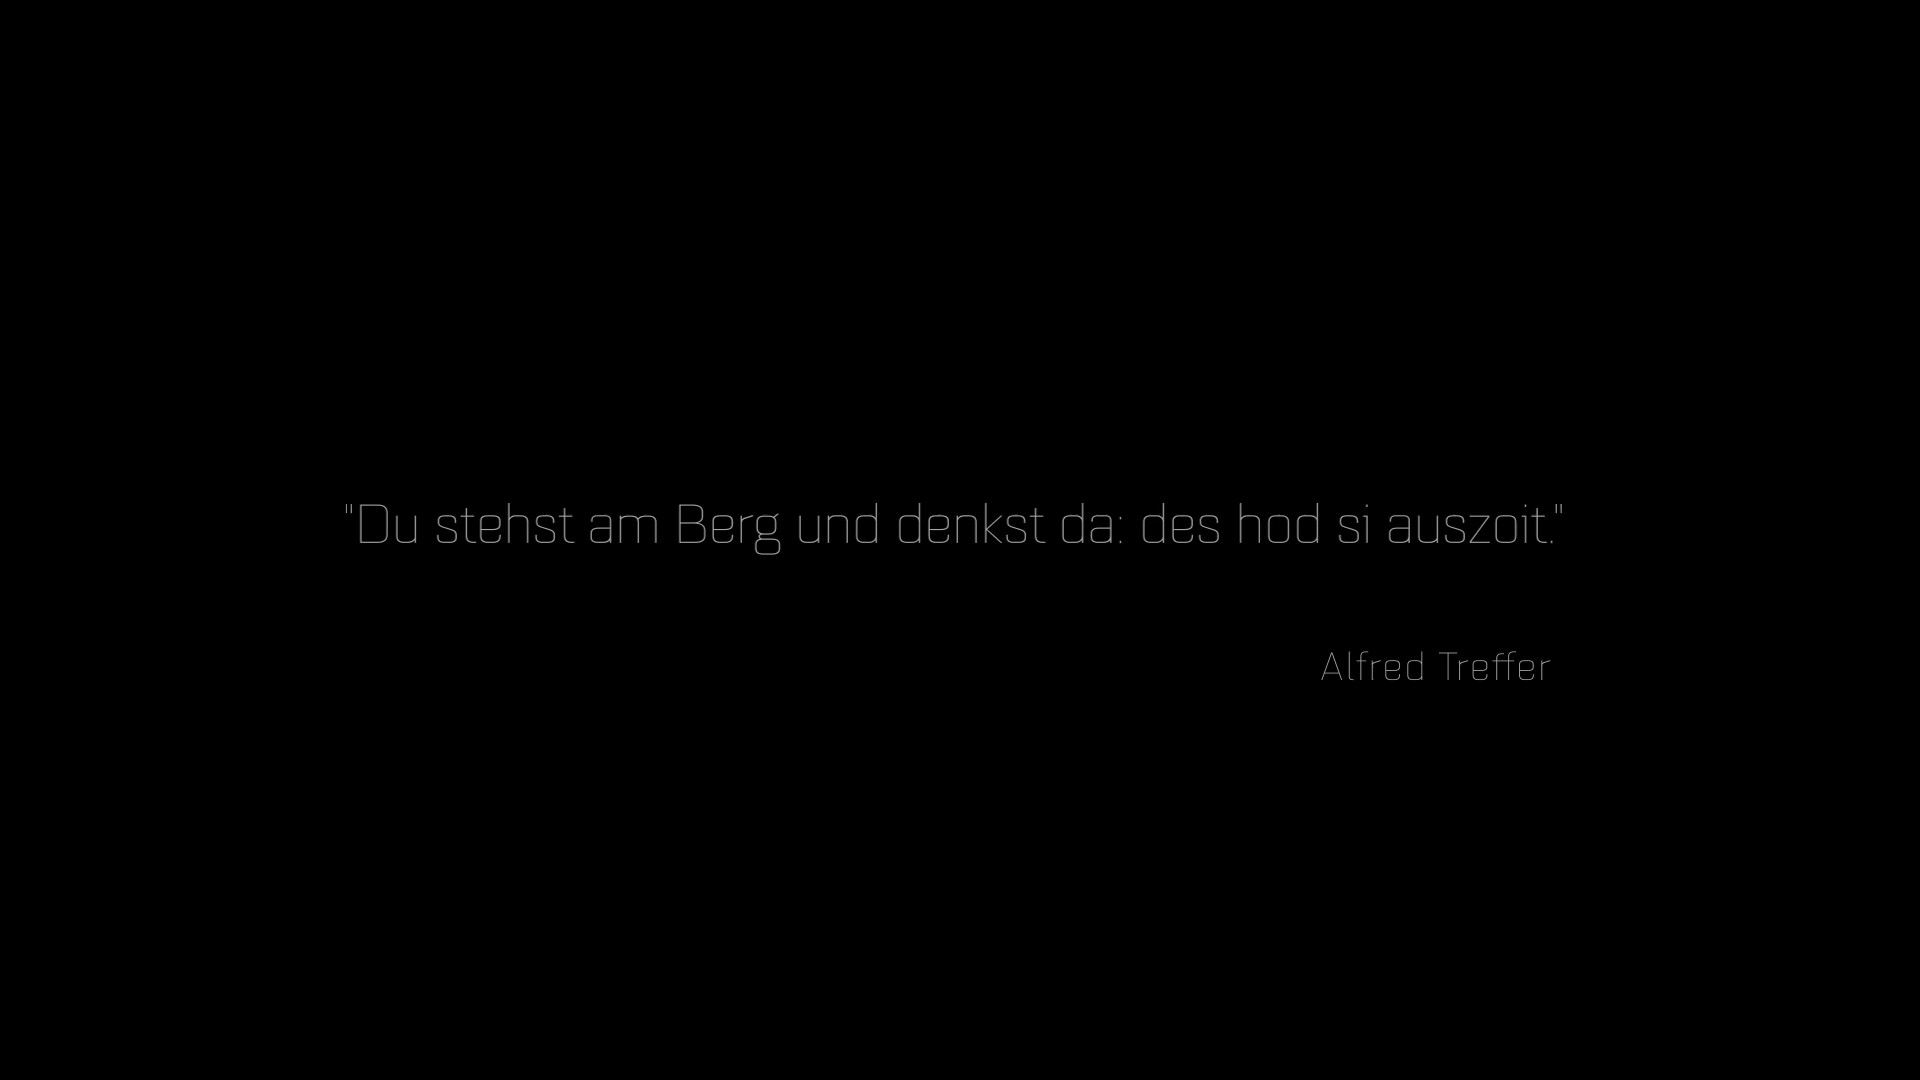 "Du stehst am Berg und denkst da: des hod si auszoit."
Alfred Treffer